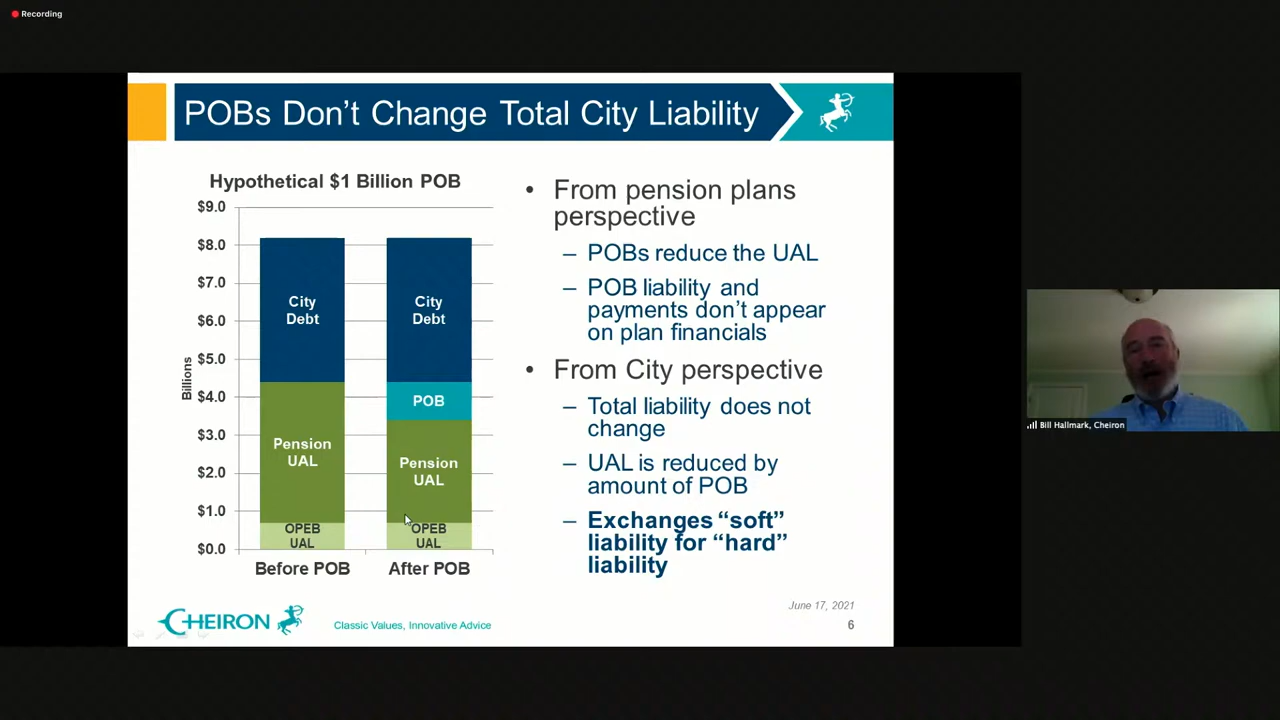 Recording
POBs Don't Change Total City Liability
Hypothetical $1 Billion POB
$9.0
$8.0
$7.0
$6.0
$5.0
$4.0
$3.0
$2.0
$1.0
$0.0
Billions
City
Debt
Pension
UAL
OPEB
UAL
City
Debt
POB
Pension
UAL
OPEB
UAL
Before POB
After POB
• From pension plans
perspective
– POBs reduce the UAL
– POB liability and
payments don't appear
on plan financials
• From City perspective
– Total liability does not
change
– UAL is reduced by
amount of POB
– Exchanges “soft”
liability for “hard”
liability
Bill Hallmark, Cheiron
June 17, 2021
CHEIRON
Classic Values, Innovative Advice
6